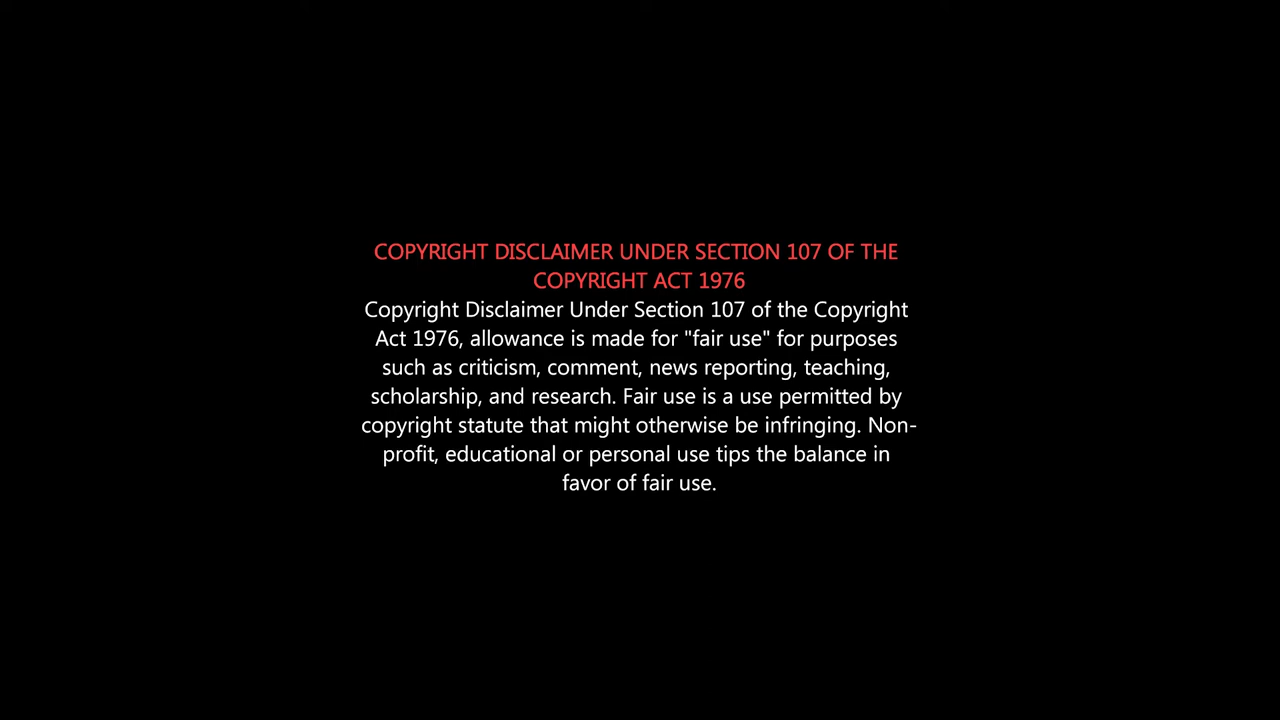 COPYRIGHT DISCLAIMER UNDER SECTION 107 OF THE
COPYRIGHT ACT 1976
Copyright Disclaimer Under Section 107 of the Copyright
Act 1976, allowance is made for "fair use" for purposes
such as criticism, comment, news reporting, teaching,
scholarship, and research. Fair use is a use permitted by
copyright statute that might otherwise be infringing. Non-
profit, educational or personal use tips the balance in
favor of fair use.